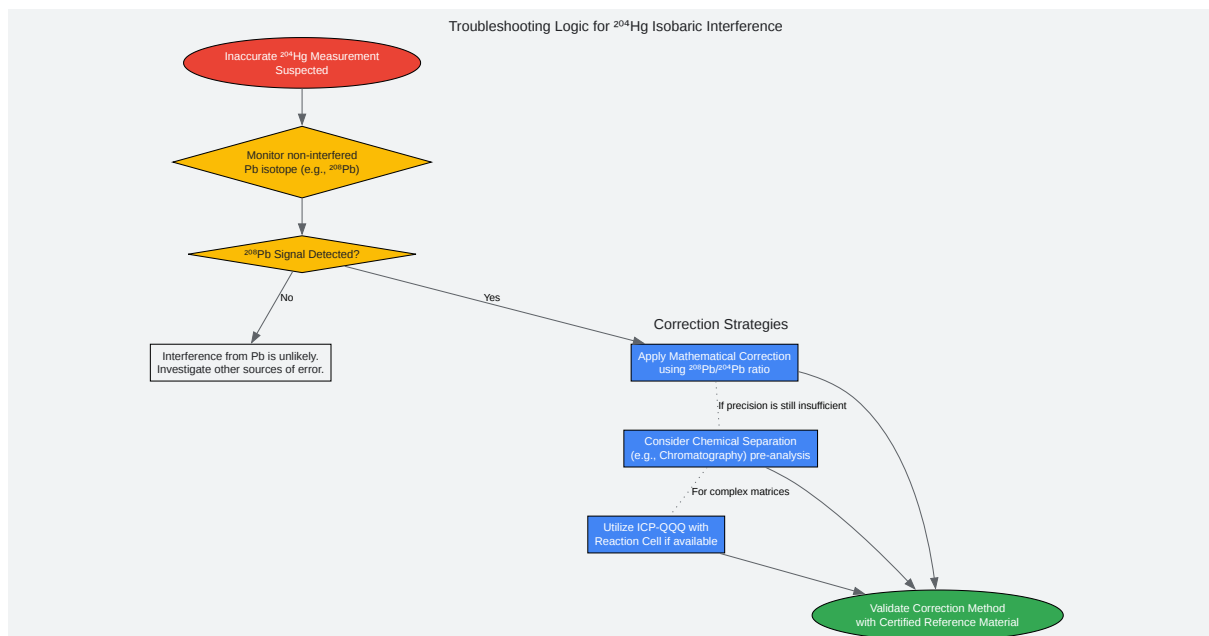 Troubleshooting Logic for ²⁰⁴Hg Isobaric Interference
Inaccurate ²⁰⁴Hg Measurement
Suspected
Monitor non-interfered
Pb isotope (e.g., ²⁰⁸Pb)
²⁰⁸Pb Signal Detected?
No
Yes
Interference from Pb is unlikely.
Investigate other sources of error.
Correction Strategies
Apply Mathematical Correction
using ²⁰⁸Pb/²⁰⁴Pb ratio
If precision is still insufficient
Consider Chemical Separation
(e.g., Chromatography) pre-analysis
For complex matrices
Utilize ICP-QQQ with
Reaction Cell if available
Validate Correction Method
with Certified Reference Material